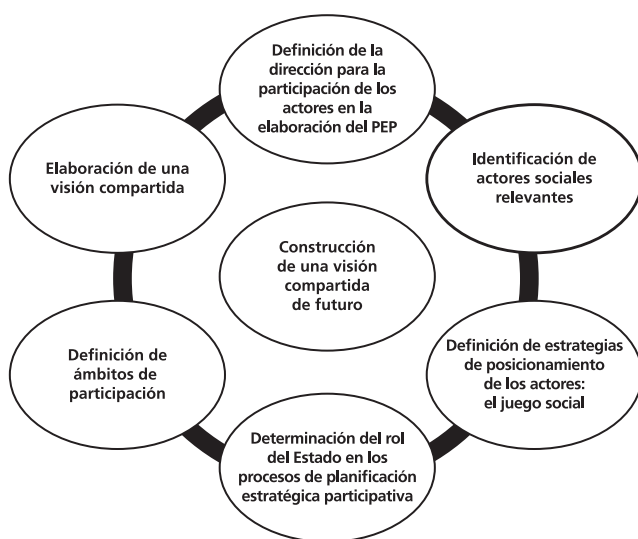 Definición de la
dirección para la
participación de los
actores en la
elaboración del PEP
Identificación de
actores sociales
relevantes
Definición de estrategias
de posicionamiento
de los actores:
el juego social
Determinación del rol
del Estado en los
procesos de planificación
estratégica participativa
Definición de
ámbitos de
participación
Elaboración de una
visión compartida
Construcción
de una visión
compartida
de futuro